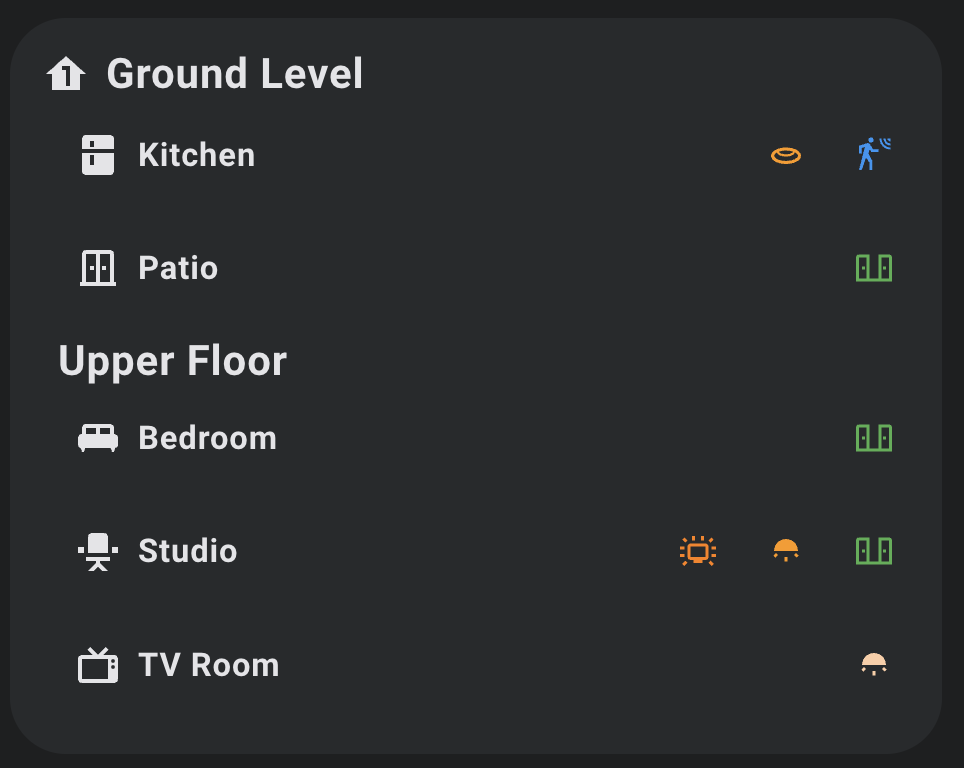 Ground Level
Kitchen
Patio
Upper Floor
Bedroom
Studio
TV Room